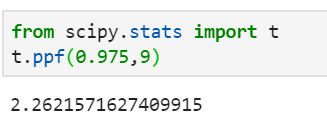 from scipy.stats import t
t.ppf(0.975,9)
2.2621571627409915